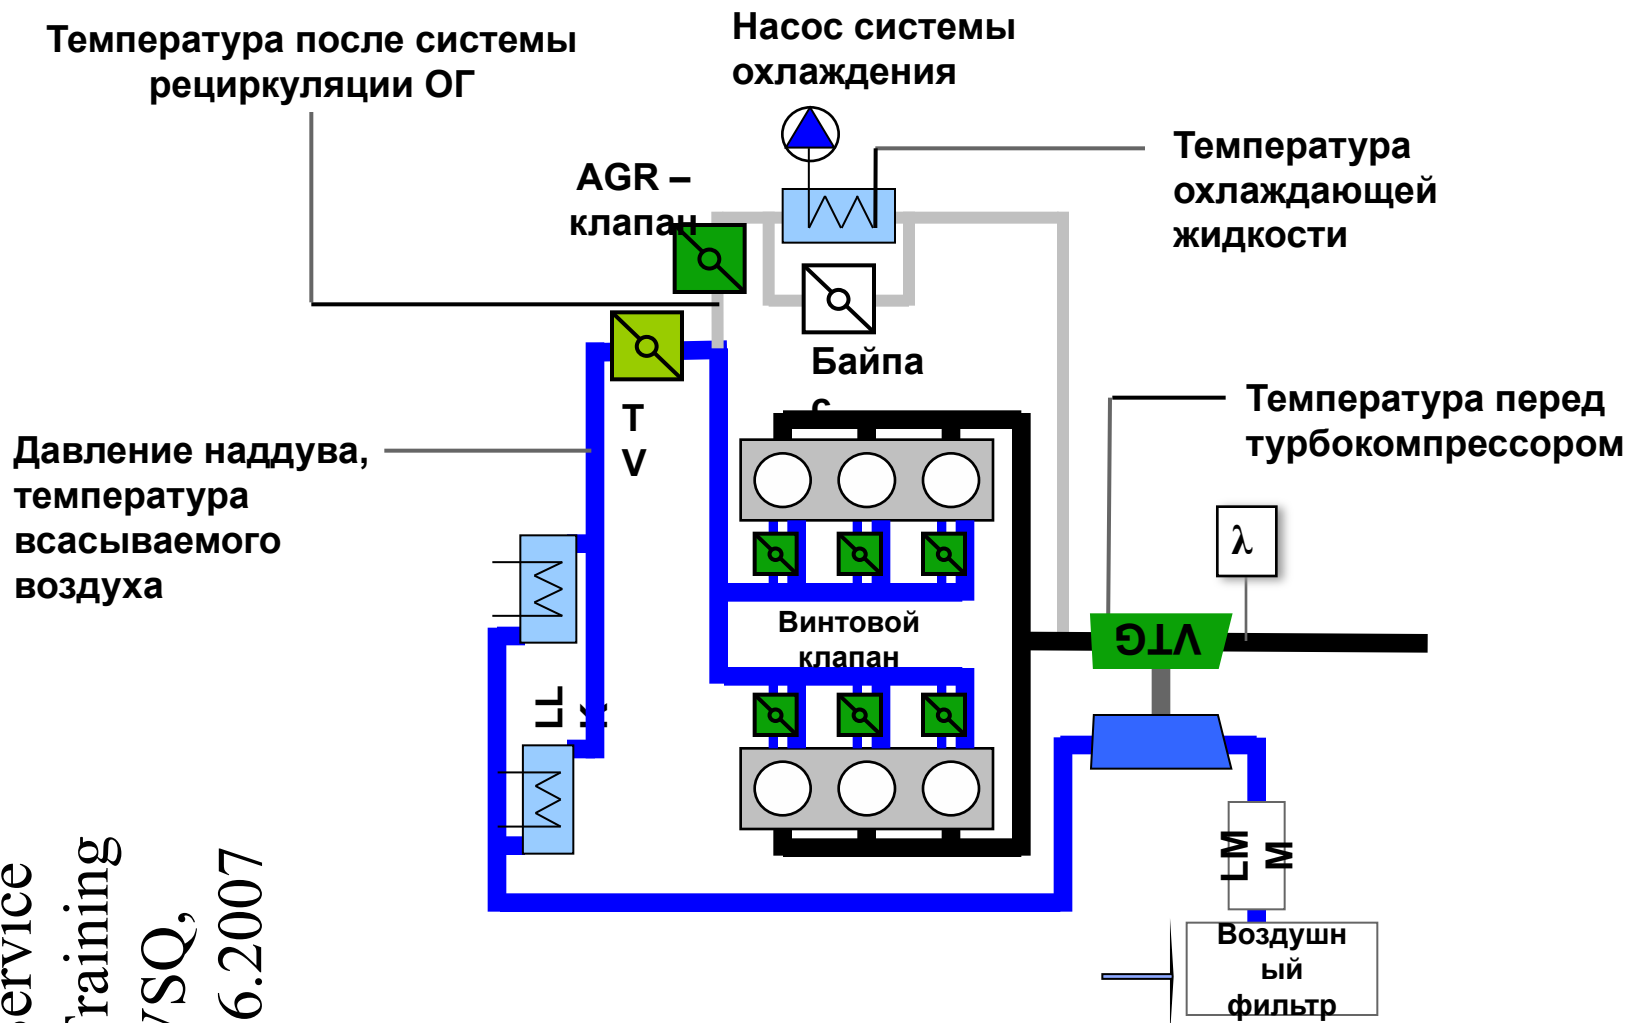 Температура после системы
рециркуляции ОГ
Насос системы
охлаждения
Температура
охлаждающей
жидкости
AGR –
клапан
Байпа
с
T
V
Температура перед
турбокомпрессором
Давление наддува,
температура
всасываемого
воздуха
λ
Винтовой
клапан
VTG
LL
K
LM
M
Воздушн
ый
фильтр
Training
6.2007